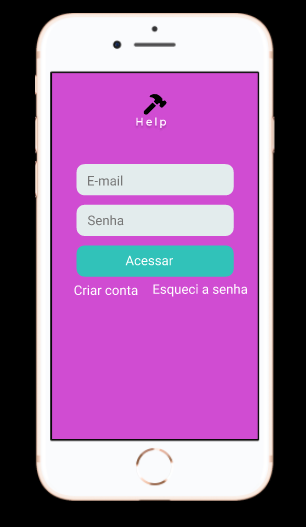 Help
E-mail
Senha
Acessar
Criar conta Esqueci a senha